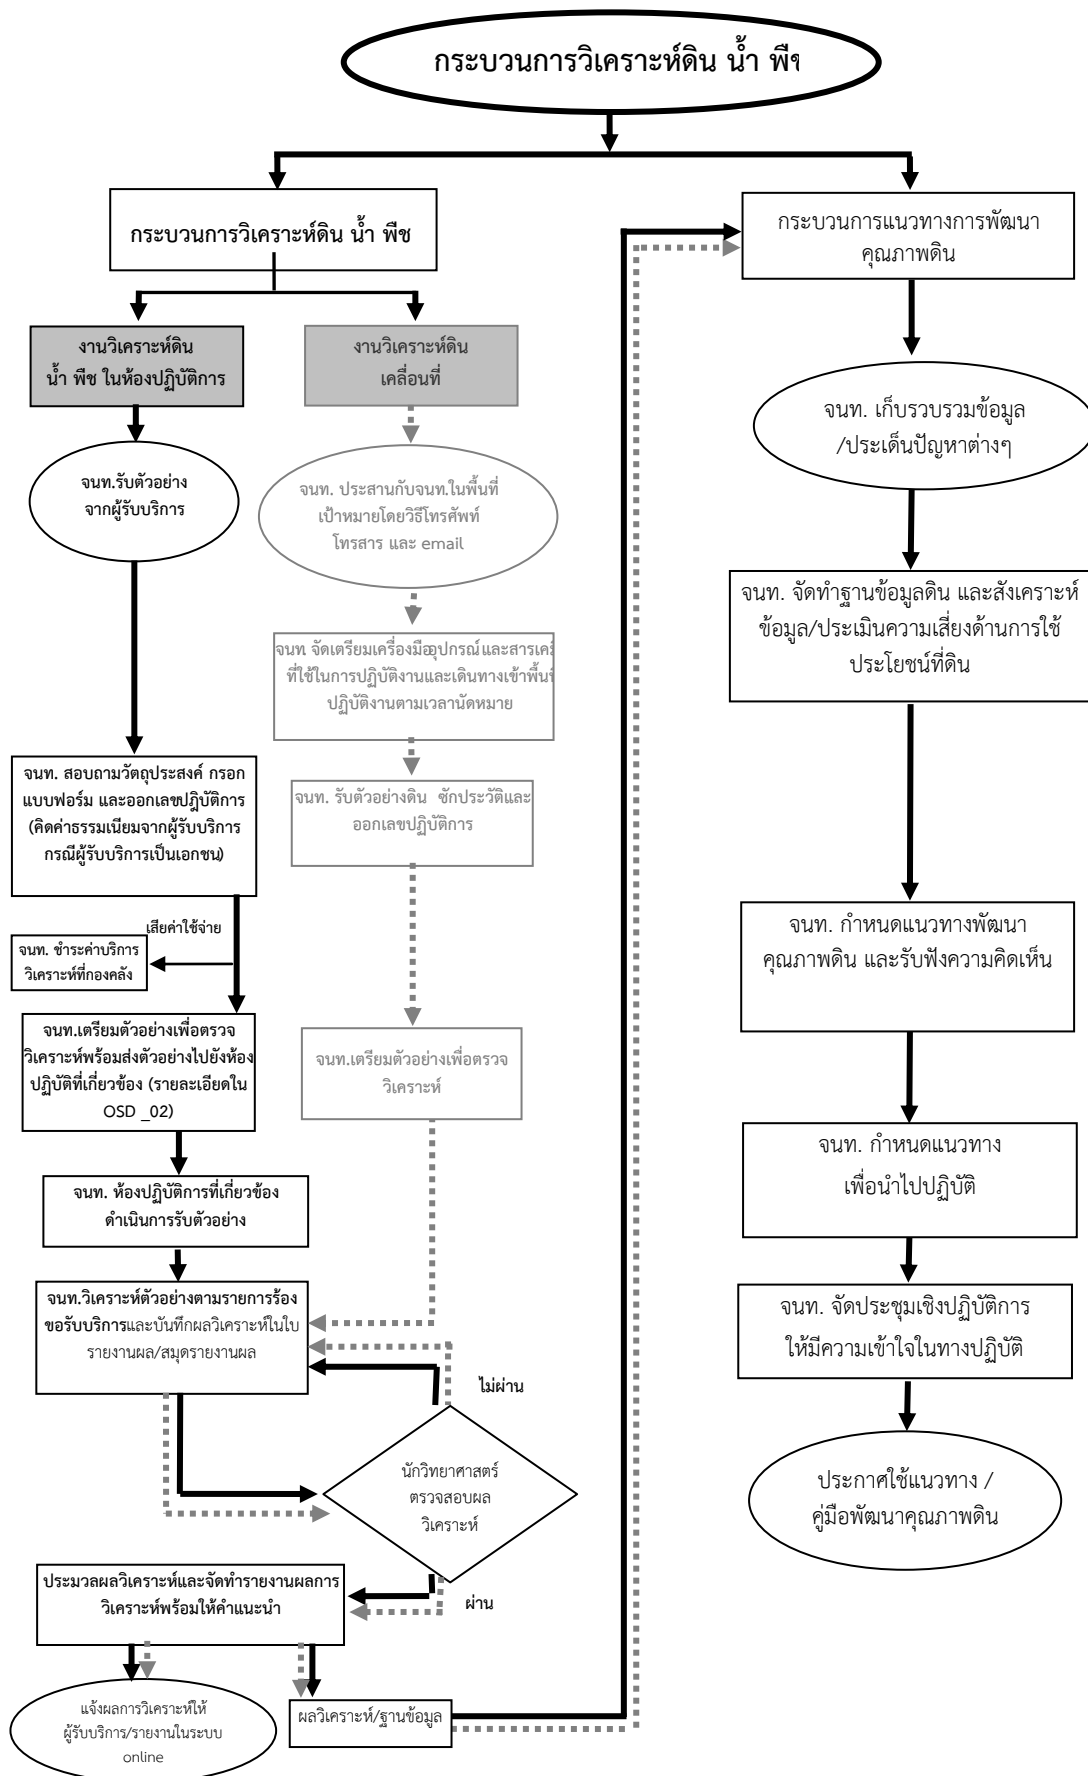 กระบวนการวิเคราะห์ดิน น้ำ พืช
กระบวนการวิเคราะห์ดิน น้ำ พืช
งานวิเคราะห์ดิน
น้ำ พืช ในห้องปฏิบัติการ
งานวิเคราะห์ดิน
เคลื่อนที่
จนท.รับตัวอย่าง
จากผู้รับบริการ
จนท. ประสานกับจนท.ในพื้นที่
เป้าหมายโดยวิธีโทรศัพท์
โทรสาร และ email
จนท. จัดเตรียมเครื่องมืออุปกรณ์ และสารเคมี
ที่ใช้ในการปฏิบัติงานและเดินทางเข้าพื้นที่
ปฏิบัติงานตามเวลานัดหมาย
จนท. สอบถามวัตถุประสงค์ กรอก
แบบฟอร์ม และออกเลขปฏิบัติการ
(คิดค่าธรรมเนียมจากผู้รับบริการ
กรณีผู้รับบริการเป็นเอกชน)
จนท. รับตัวอย่างดิน ซักประวัติและ
ออกเลขปฏิบัติการ
เสียค่าใช้จ่าย
จนท. ชำระค่าบริการ
วิเคราะห์ที่กองคลัง
จนท.เตรียมตัวอย่างเพื่อตรวจ
วิเคราะห์พร้อมส่งตัวอย่างไปยังห้อง
ปฏิบัติที่เกี่ยวข้อง (รายละเอียดใน
OSD _02)
จนท.เตรียมตัวอย่างเพื่อตรวจ
วิเคราะห์
จนท. ห้องปฏิบัติการที่เกี่ยวข้อง
ดำเนินการรับตัวอย่าง
จนท.วิเคราะห์ตัวอย่างตามรายการร้อง
ขอรับบริการและบันทึกผลวิเคราะห์ในใบ
รายงานผล/สมุดรายงานผล
ไม่ผ่าน
นักวิทยาศาสตร์
ตรวจสอบผล
วิเคราะห์
ผ่าน
ประมวลผลวิเคราะห์และจัดทำรายงานผลการ
วิเคราะห์พร้อมให้คำแนะนำ
แจ้งผลการวิเคราะห์ให้
ผู้รับบริการ/รายงานในระบบ
online
ผลวิเคราะห์/ฐานข้อมูล
กระบวนการแนวทางการพัฒนา
คุณภาพดิน
จนท. เก็บรวบรวมข้อมูล
/ประเด็นปัญหาต่างๆ
จนท. จัดทำฐานข้อมูลดิน และสังเคราะห์
ข้อมูล/ประเมินความเสี่ยงด้านการใช้
ประโยชน์ที่ดิน
จนท. กำหนดแนวทางพัฒนา
คุณภาพดิน และรับฟังความคิดเห็น
จนท. กำหนดแนวทาง
เพื่อนำไปปฏิบัติ
จนท. จัดประชุมเชิงปฏิบัติการ
ให้มีความเข้าใจในทางปฏิบัติ
ประกาศใช้แนวทาง /
คู่มือพัฒนาคุณภาพดิน